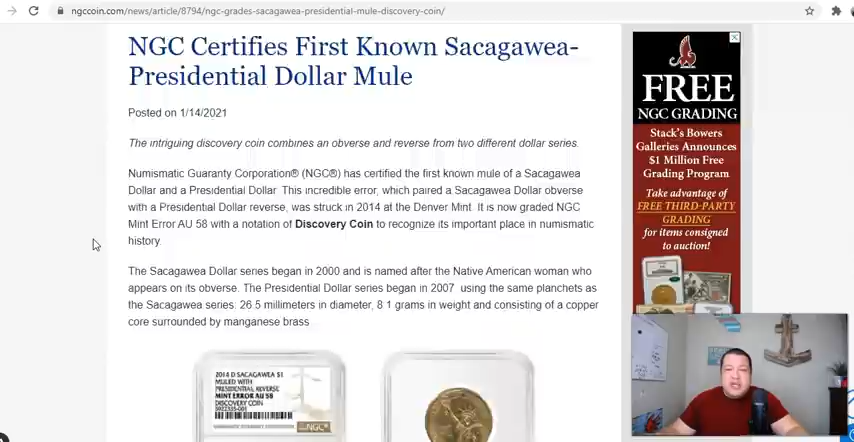 ngccoin.com/news/article/8794/ngc-grades-sacagawea-presidential-mule-discovery-coin/
NGC Certifies First Known Sacagawea-
Presidential Dollar Mule
Posted on 1/14/2021
The intriguing discovery coin combines an obverse and reverse from two different dollar series.
Numismatic Guaranty Corporation® (NGC®) has certified the first known mule of a Sacagawea
Dollar and a Presidential Dollar. This incredible error, which paired a Sacagawea Dollar obverse
with a Presidential Dollar reverse, was struck in 2014 at the Denver Mint. It is now graded NGC
Mint Error AU 58 with a notation of Discovery Coin to recognize its important place in numismatic
history.
The Sacagawea Dollar series began in 2000 and is named after the Native American woman who
appears on its obverse. The Presidential Dollar series began in 2007 using the same planchets as
the Sacagawea series: 26.5 millimeters in diameter, 8.1 grams in weight and consisting of a copper
core surrounded by manganese brass.
2014 D SACAGAWEA $1
MULED WITH
PRESIDENTIAL REVERSE
MINT ERROR AU 58
DISCOVERY COIN
NGC
FREE
NGC GRADING
Stack's Bowers
Galleries Announces
$1 Million Free
Grading Program
Take advantage of
FREE THIRD-PARTY
GRADING
for items consigned
to auction!